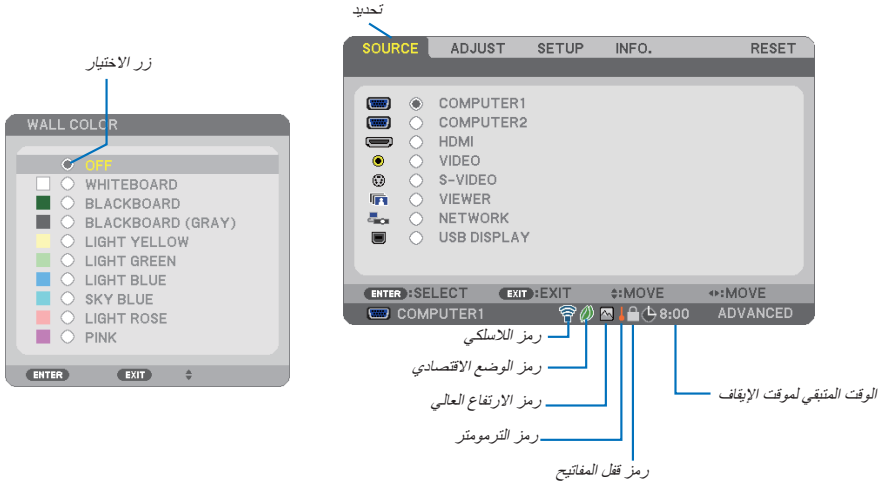 تحديد
زر الاختيار
WALL COLOR
OFF
WHITEBOARD
BLACKBOARD
BLACKBOARD (GRAY)
LIGHT YELLOW
LIGHT GREEN
LIGHT BLUE
SKY BLUE
LIGHT ROSE
PINK
ENTER EXIT
SOURCE ADJUST SETUP INFO. RESET
COMPUTER1
COMPUTER2
HDMI
VIDEO
S-VIDEO
VIEWER
NETWORK
USB DISPLAY
ENTER :SELECT EXIT :EXIT :MOVE :MOVE
COMPUTER1 8:00 ADVANCED
رمز اللاسلكي
رمز الوضع الاقتصادي
رمز الارتفاع العالي
رمز الترمومتر
رمز قفل المفاتيح
الوقت المتبقي لموقت الإيقاف